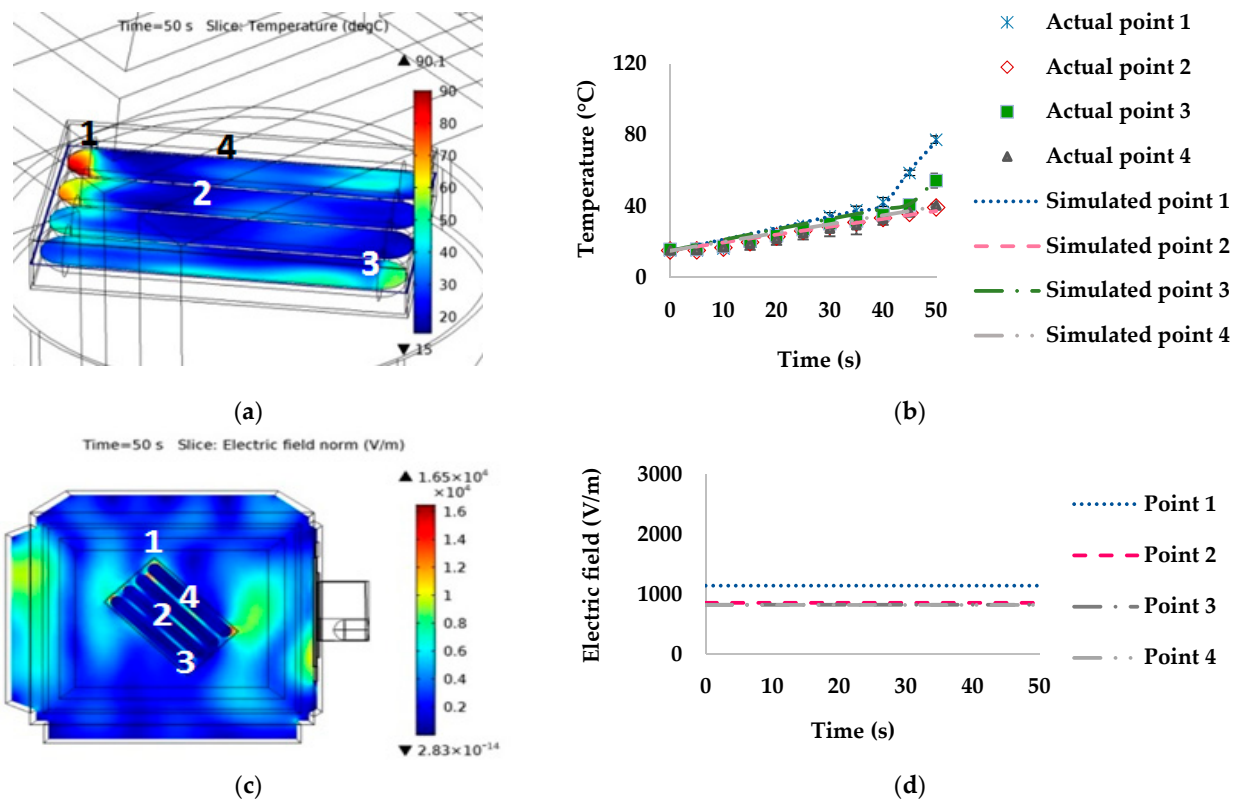 Time=50 s   Slice: Temperature (degC)
▲ 90.1
90
80
70
60
50
40
30
20
▼ 15
1
4
2
3
(a)
Temperature (°C)
120
80
40
0
0 10 20 30 40 50
Time (s)
Actual point 1
Actual point 2
Actual point 3
Actual point 4
Simulated point 1
Simulated point 2
Simulated point 3
Simulated point 4
(b)
Time=50 s   Slice: Electric field norm (V/m)
▲ 1.65×10⁴
×10⁴
1.6
1.4
1.2
1
0.8
0.6
0.4
0.2
▼ 2.83×10⁻¹⁴
1
4
2
3
(c)
Electric field (V/m)
3000
2000
1000
0
0 10 20 30 40 50
Time (s)
Point 1
Point 2
Point 3
Point 4
(d)